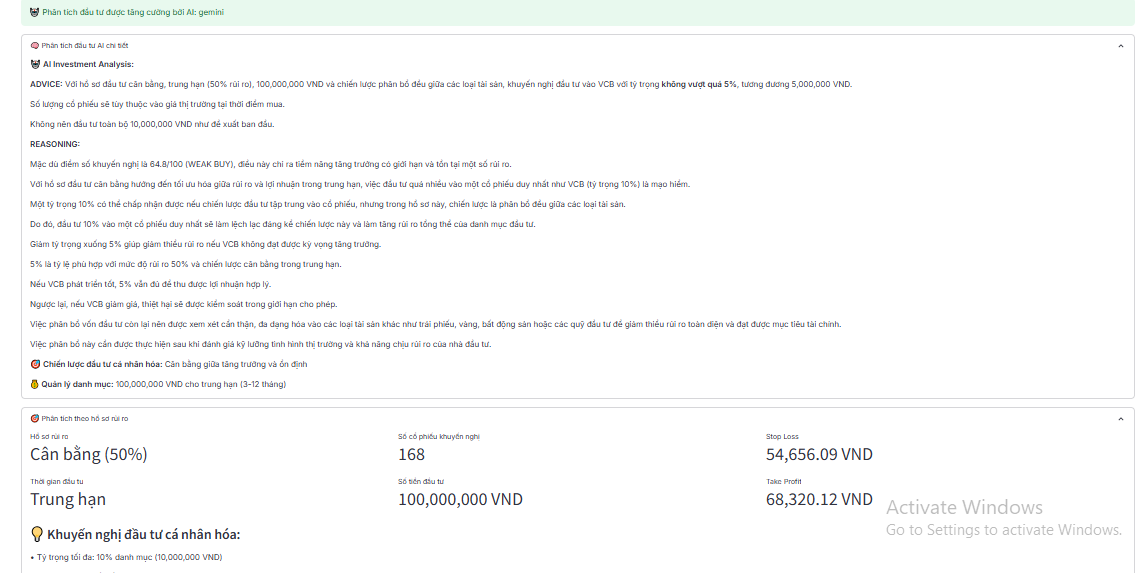 Phân tích đầu tư được tăng cường bởi AI: gemini
Phân tích đầu tư AI chi tiết
AI Investment Analysis:
ADVICE: Với hồ sơ đầu tư cân bằng, trung hạn (50% rủi ro), 100,000,000 VND và chiến lược phân bổ đều giữa các loại tài sản, khuyến nghị đầu tư vào VCB với tỷ trọng không vượt quá 5%, tương đương 5,000,000 VND.
Số lượng cổ phiếu sẽ tùy thuộc vào giá thị trường tại thời điểm mua.
Không nên đầu tư toàn bộ 10,000,000 VND như đề xuất ban đầu.
REASONING:
Mặc dù điểm số khuyến nghị là 64.8/100 (WEAK BUY), điều này chỉ ra tiềm năng tăng trưởng có giới hạn và tồn tại một số rủi ro.
Với hồ sơ đầu tư cân bằng hướng đến tối ưu hóa giữa rủi ro và lợi nhuận trong trung hạn, việc đầu tư quá nhiều vào một cổ phiếu duy nhất như VCB (tỷ trọng 10%) là mạo hiểm.
Một tỷ trọng 10% có thể chấp nhận được nếu chiến lược đầu tư tập trung vào cổ phiếu, nhưng trong hồ sơ này, chiến lược là phân bổ đều giữa các loại tài sản.
Do đó, đầu tư 10% vào một cổ phiếu duy nhất sẽ làm lệch lạc đáng kể chiến lược này và làm tăng rủi ro tổng thể của danh mục đầu tư.
Giảm tỷ trọng xuống 5% giúp giảm thiểu rủi ro nếu VCB không đạt được kỳ vọng tăng trưởng.
5% là tỷ lệ phù hợp với mức độ rủi ro 50% và chiến lược cân bằng trong trung hạn.
Nếu VCB phát triển tốt, 5% vẫn đủ để thu được lợi nhuận hợp lý.
Ngược lại, nếu VCB giảm giá, thiệt hại sẽ được kiểm soát trong giới hạn cho phép.
Việc phân bổ vốn đầu tư còn lại nên được xem xét cẩn thận, đa dạng hóa vào các loại tài sản khác như trái phiếu, vàng, bất động sản hoặc các quỹ đầu tư để giảm thiểu rủi ro toàn diện và đạt được mục tiêu tài chính.
Việc phân bổ này cần được thực hiện sau khi đánh giá kỹ lưỡng tình hình thị trường và khả năng chịu rủi ro của nhà đầu tư.
Chiến lược đầu tư cá nhân hóa: Cân bằng giữa tăng trưởng và ổn định
Quản lý danh mục: 100,000,000 VND cho trung hạn (3-12 tháng)
Phân tích theo hồ sơ rủi ro
Hồ sơ rủi ro
Số cổ phiếu khuyến nghị
Stop Loss
Cân bằng (50%)
168
54,656.09 VND
Thời gian đầu tư
Số tiền đầu tư
Take Profit
Trung hạn
100,000,000 VND
68,320.12 VND
Activate Windows
Go to Settings to activate Windows.
Khuyến nghị đầu tư cá nhân hóa:
• Tỷ trọng tối đa: 10% danh mục (10,000,000 VND)